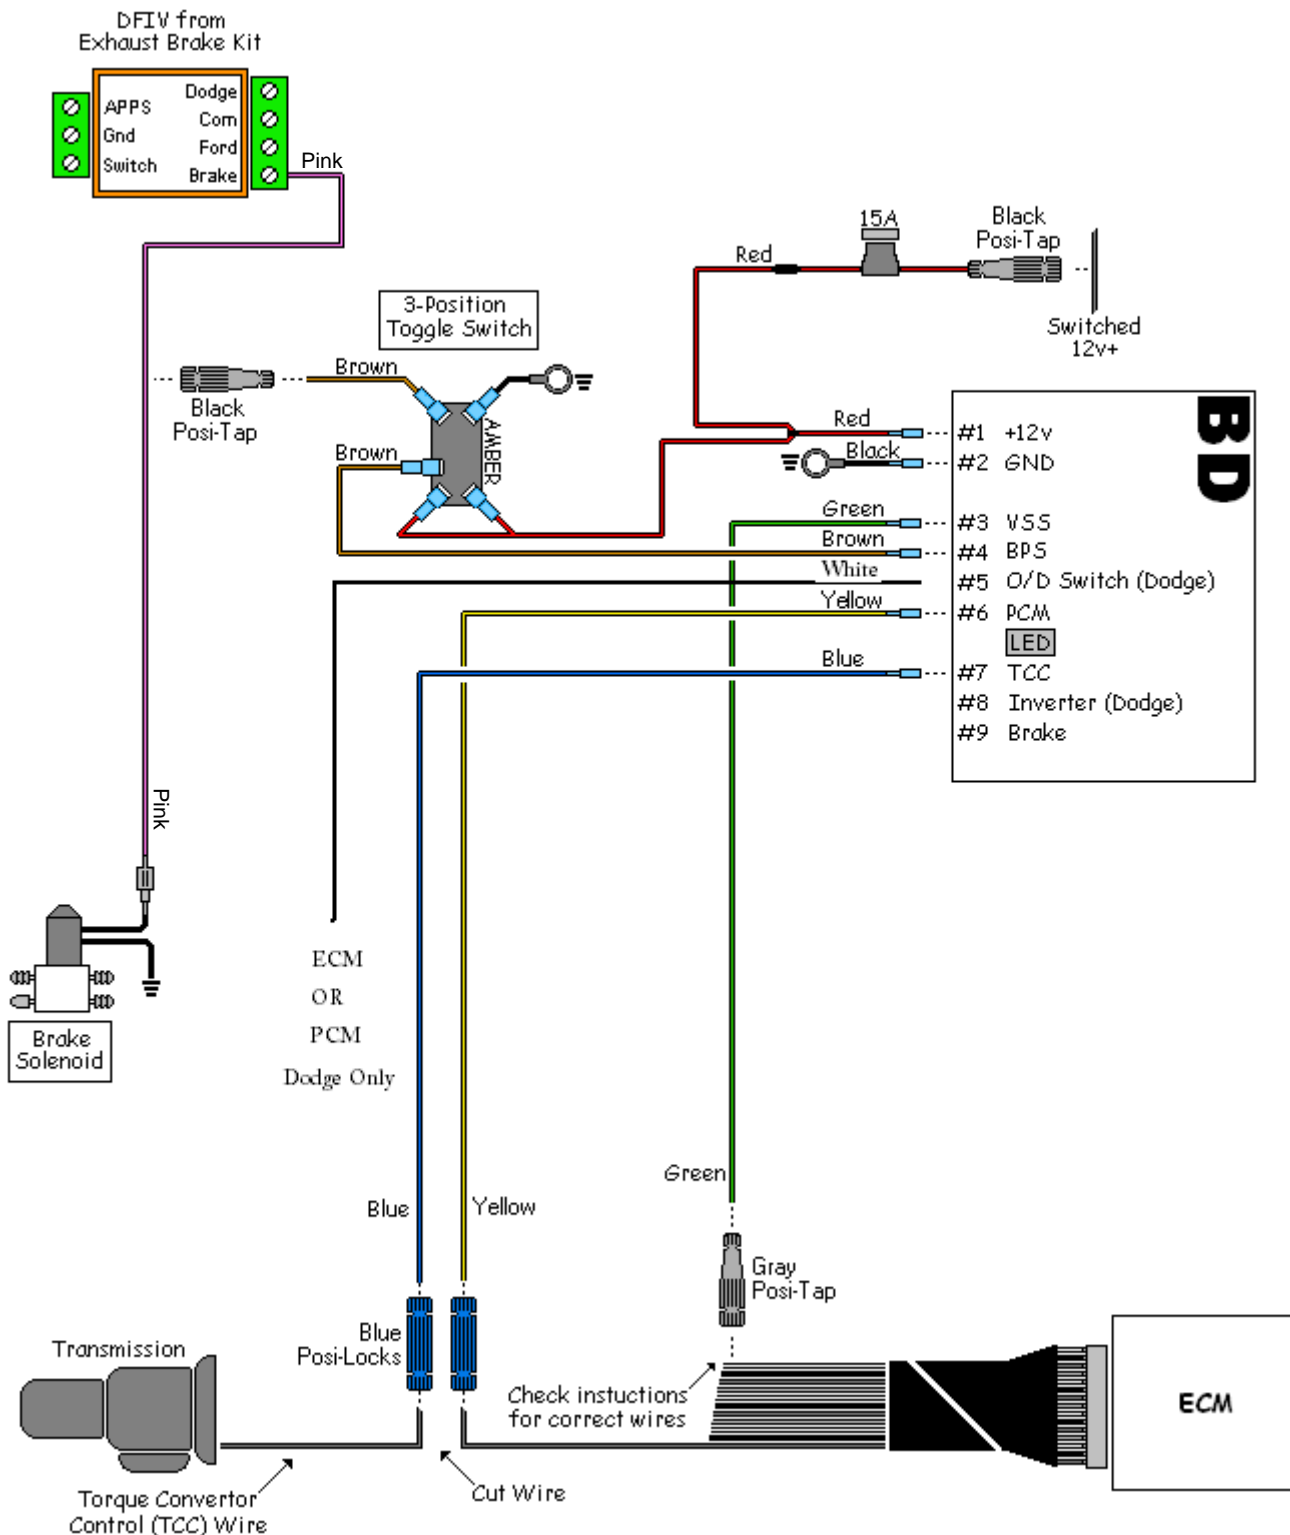 DFIV from
Exhaust Brake Kit
APPS
Gnd
Switch
Dodge
Com
Ford
Brake
Pink
15A
Black
Posi-Tap
Red
Switched
12v+
3-Position
Toggle Switch
Brown
Black
Posi-Tap
AMBER
Brown
BD
Red
#1 +12v
Black
#2 GND
Green
#3 VSS
Brown
#4 BPS
White
#5 O/D Switch (Dodge)
Yellow
#6 PCM
LED
Blue
#7 TCC
#8 Inverter (Dodge)
#9 Brake
Pink
Brake
Solenoid
ECM
OR
PCM
Dodge Only
Green
Blue
Yellow
Gray
Posi-Tap
Blue
Posi-Locks
Transmission
Check instuctions
for correct wires
ECM
Cut Wire
Torque Convertor
Control (TCC) Wire